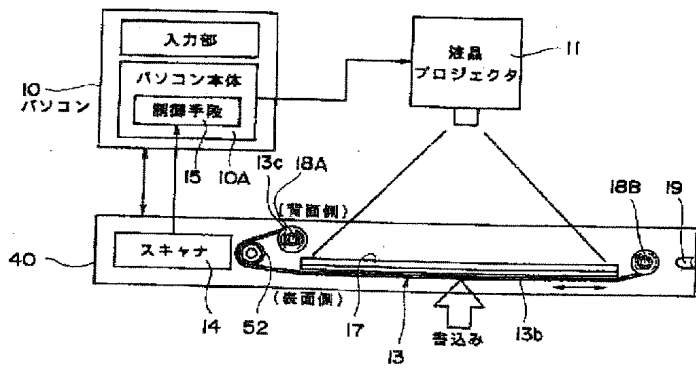 入力部
パソコン本体
制御手段
10
パソコン
15
10A
液晶
プロジェクタ
11
13c
18A
(背面側)
18B
19
スキャナ
40
14
52
(表面側)
17
13
書込み
13b